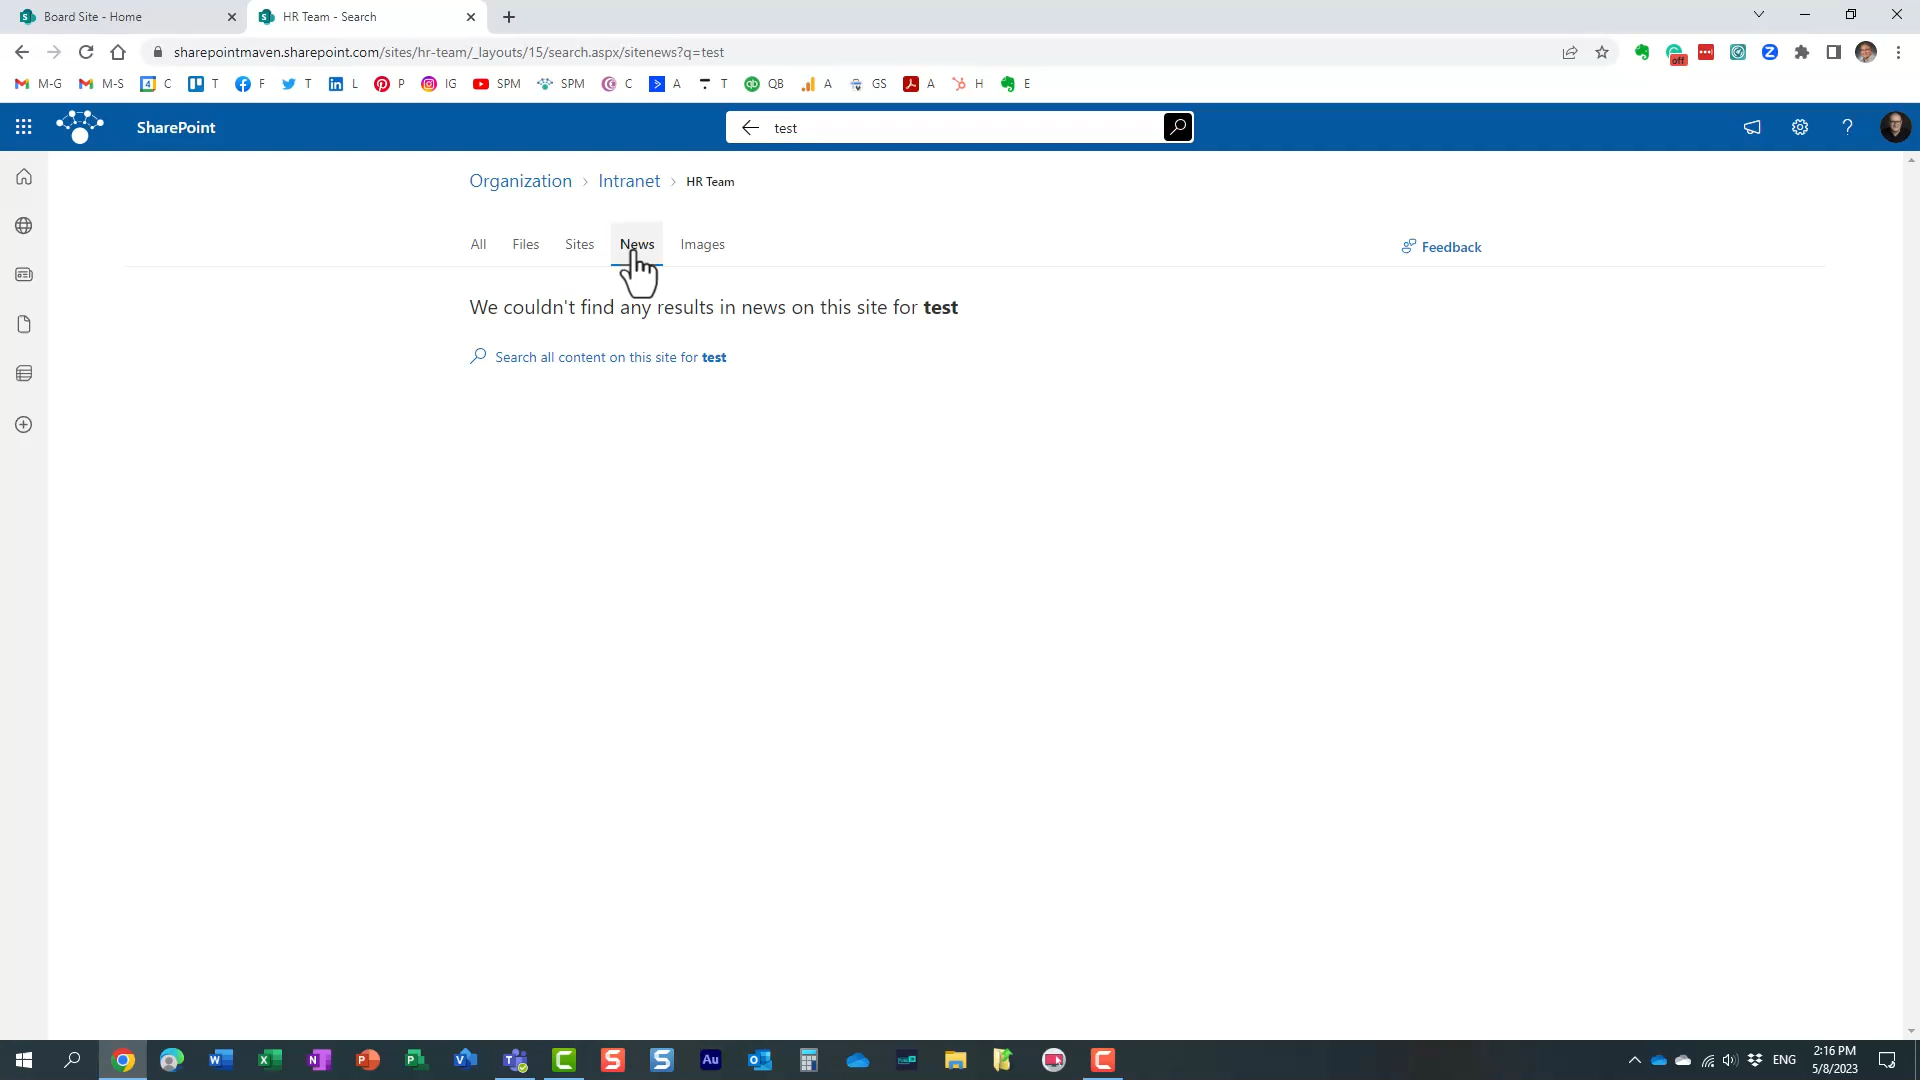 Board Site - Home
HR Team - Search
sharepointmaven.sharepoint.com/sites/hr-team/_layouts/15/search.aspx/sitenews?q=test
off
M-G M-S 4 C T F T L P IG SPM SPM C A T QB A GS A H E
SharePoint
test
Organization > Intranet > HR Team
All Files Sites News Images
Feedback
We couldn't find any results in news on this site for test
Search all content on this site for test
Au
ENG
2:16 PM
5/8/2023